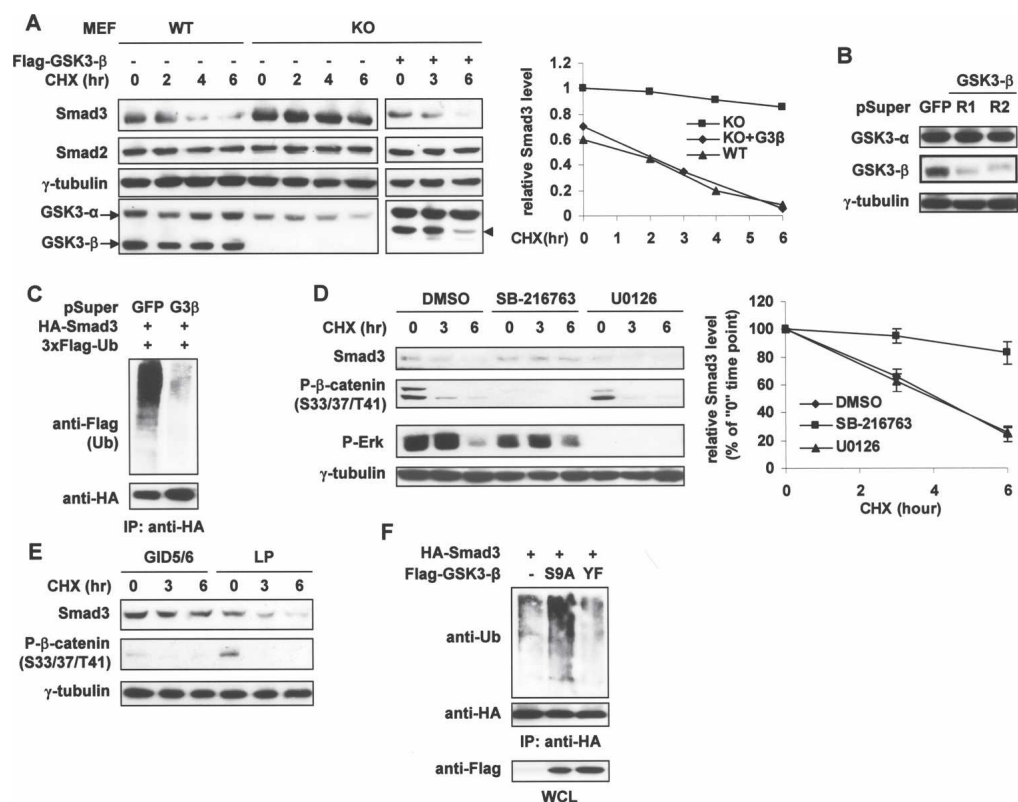 A
MEF WT KO
Flag-GSK3-β - - - - - - - - + + +
CHX (hr) 0 2 4 6 0 2 4 6 0 3 6
Smad3
Smad2
γ-tubulin
GSK3-α
GSK3-β
relative Smad3 level
1.2
1
0.8
0.6
0.4
0.2
0
KO
KO+G3β
WT
CHX(hr) 0 1 2 3 4 5 6
B
GSK3-β
pSuper GFP R1 R2
GSK3-α
GSK3-β
γ-tubulin
C
pSuper GFP G3β
HA-Smad3 + +
3xFlag-Ub + +
anti-Flag
(Ub)
anti-HA
IP: anti-HA
D
DMSO SB-216763 U0126
CHX (hr) 0 3 6 0 3 6 0 3 6
Smad3
P-β-catenin
(S33/37/T41)
P-Erk
γ-tubulin
relative Smad3 level
(% of "0" time point)
120
100
80
60
40
20
0
DMSO
SB-216763
U0126
0 2 4 6
CHX (hour)
E
GID5/6 LP
CHX (hr) 0 3 6 0 3 6
Smad3
P-β-catenin
(S33/37/T41)
γ-tubulin
F
HA-Smad3 + + +
Flag-GSK3-β - S9A YF
anti-Ub
anti-HA
IP: anti-HA
anti-Flag
WCL